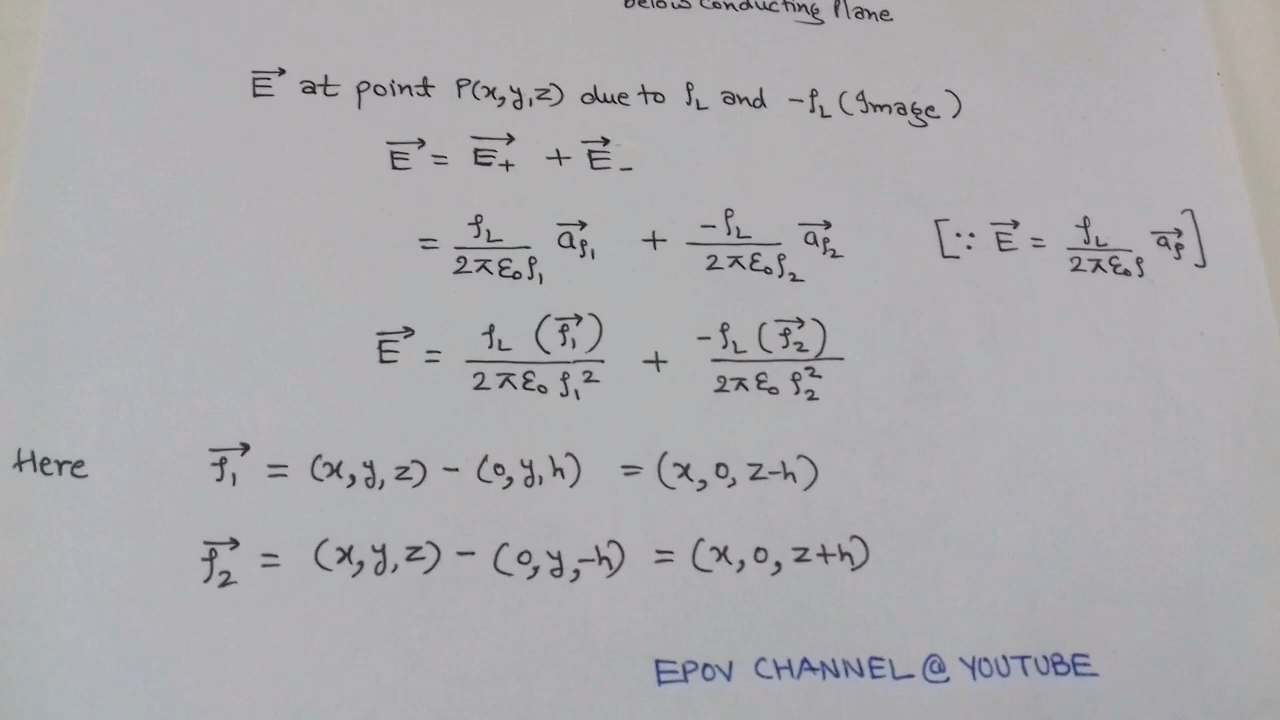 below Conducting Plane
E⃗ at point P(x,y,z) due to ρL and -ρL (Image)
E⃗ = E⃗₊ + E⃗₋
= ρL/2πε₀ρ₁ a⃗ρ₁ + -ρL/2πε₀ρ₂ a⃗ρ₂ [∵ E⃗ = ρL/2πε₀ρ a⃗ρ]
E⃗ = ρL (ρ⃗₁)/2πε₀ρ₁² + -ρL (ρ⃗₂)/2πε₀ρ₂²
Here ρ⃗₁ = (x,y,z) - (0,y,h) = (x,0,z-h)
ρ⃗₂ = (x,y,z) - (0,y,-h) = (x,0,z+h)
EPOV CHANNEL @ YOUTUBE